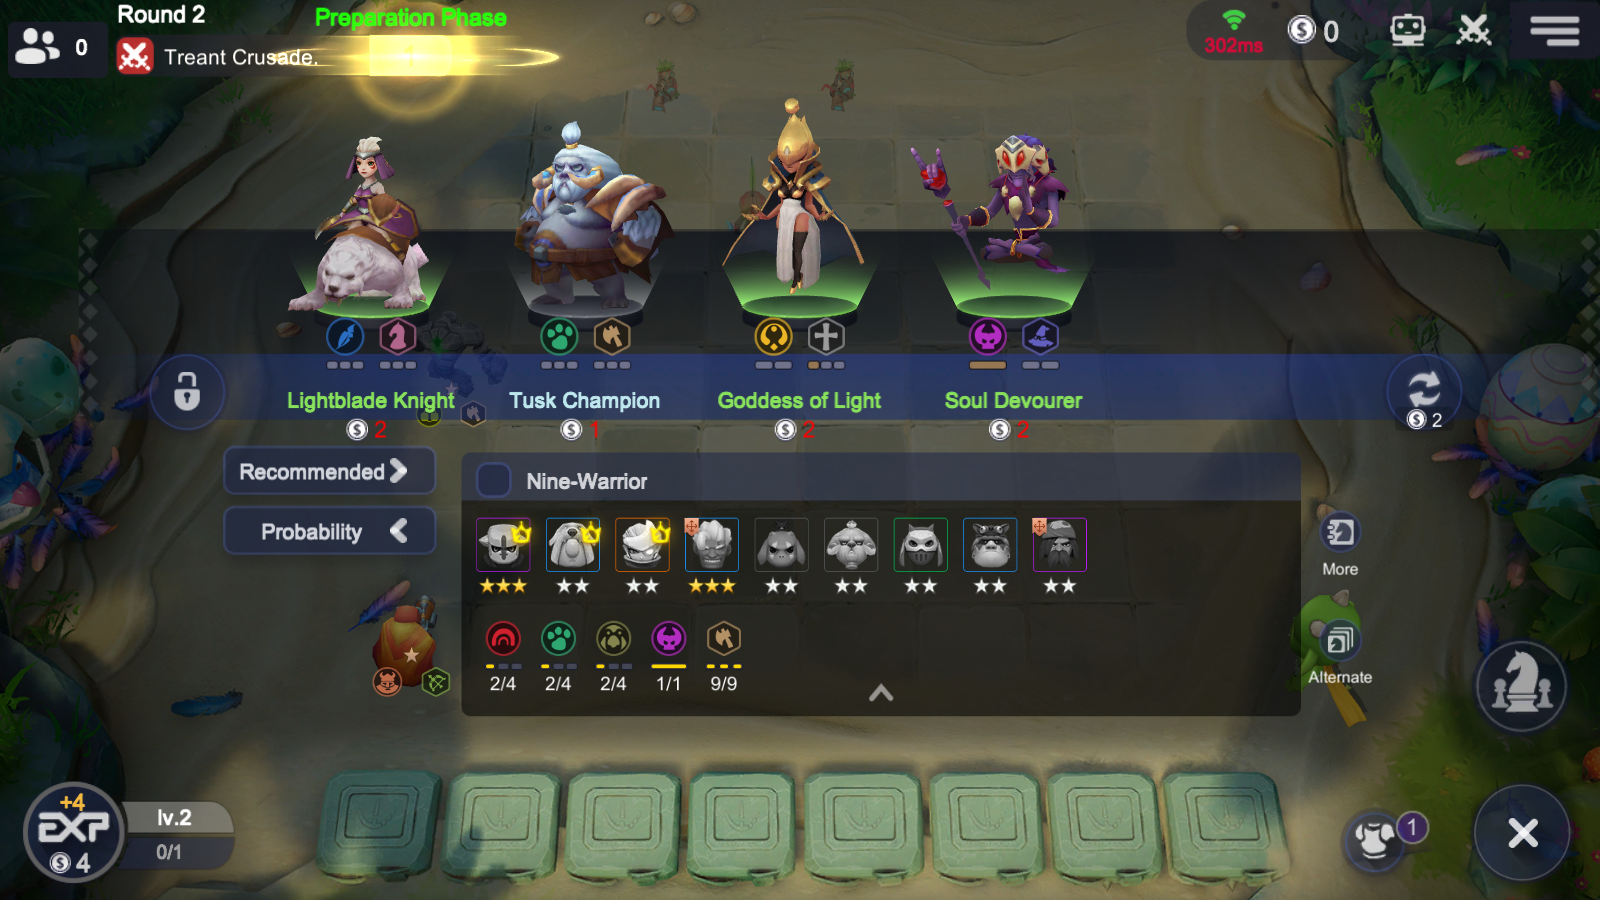 Round 2
Preparation Phase
0
Treant Crusade.
302ms
0
Lightblade Knight
2
Tusk Champion
1
Goddess of Light
2
Soul Devourer
2
2
Recommended
Probability
Nine-Warrior
More
2/4
2/4
2/4
1/1
9/9
Alternate
+4
EXP
4
lv.2
0/1
1